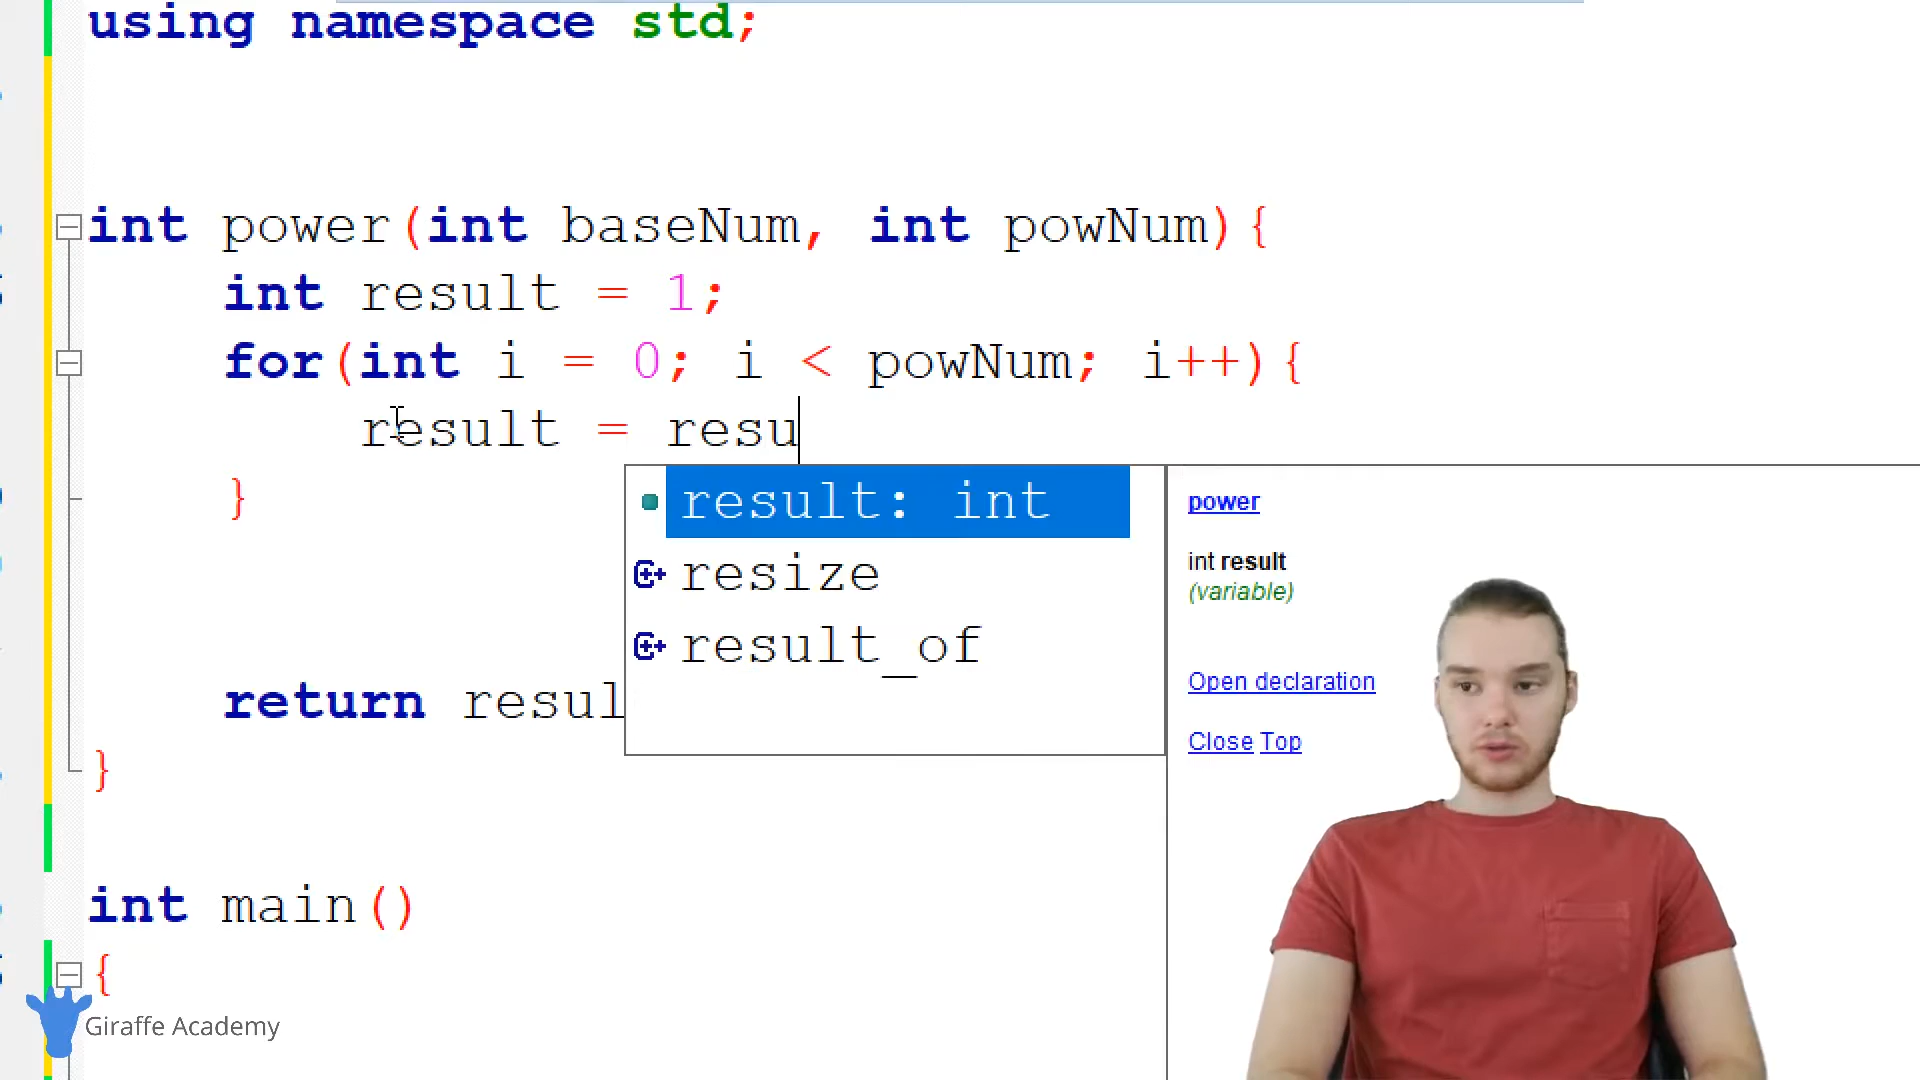 using namespace std;
int power(int baseNum, int powNum){
int result = 1;
for(int i = 0; i < powNum; i++){
result = resu
}
result: int
resize
result_of
return resul
}
power
int result
(variable)
Open declaration
Close Top
int main()
{
Giraffe Academy